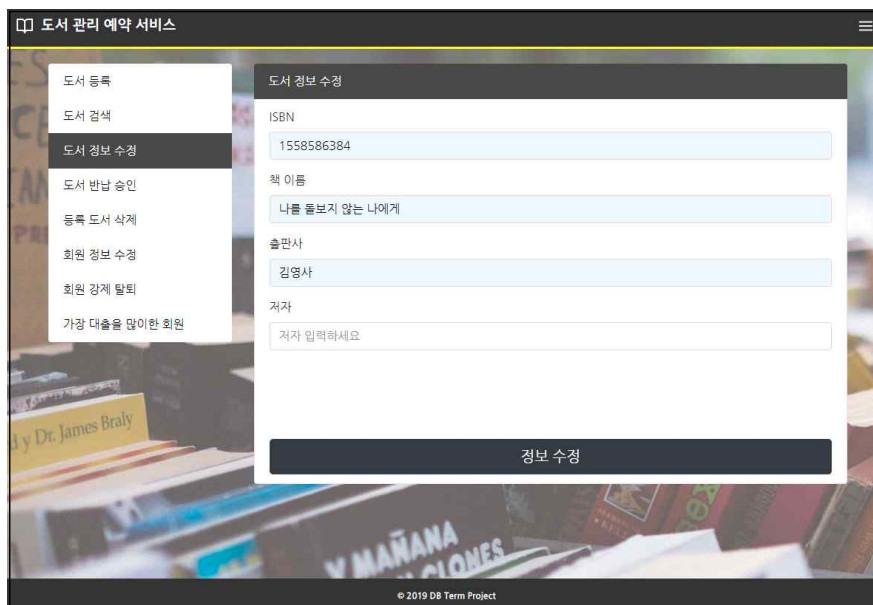 도서 관리 예약 서비스
도서 등록
도서 검색
도서 정보 수정
도서 반납 승인
등록 도서 삭제
회원 정보 수정
회원 강제 탈퇴
가장 대출을 많이한 회원
도서 정보 수정
ISBN
1558586384
책 이름
나를 돌보지 않는 나에게
출판사
김영사
저자
저자 입력하세요
정보 수정
d y Dr. James Braly
Y MAÑANA
CLONES
© 2019 DB Term Project